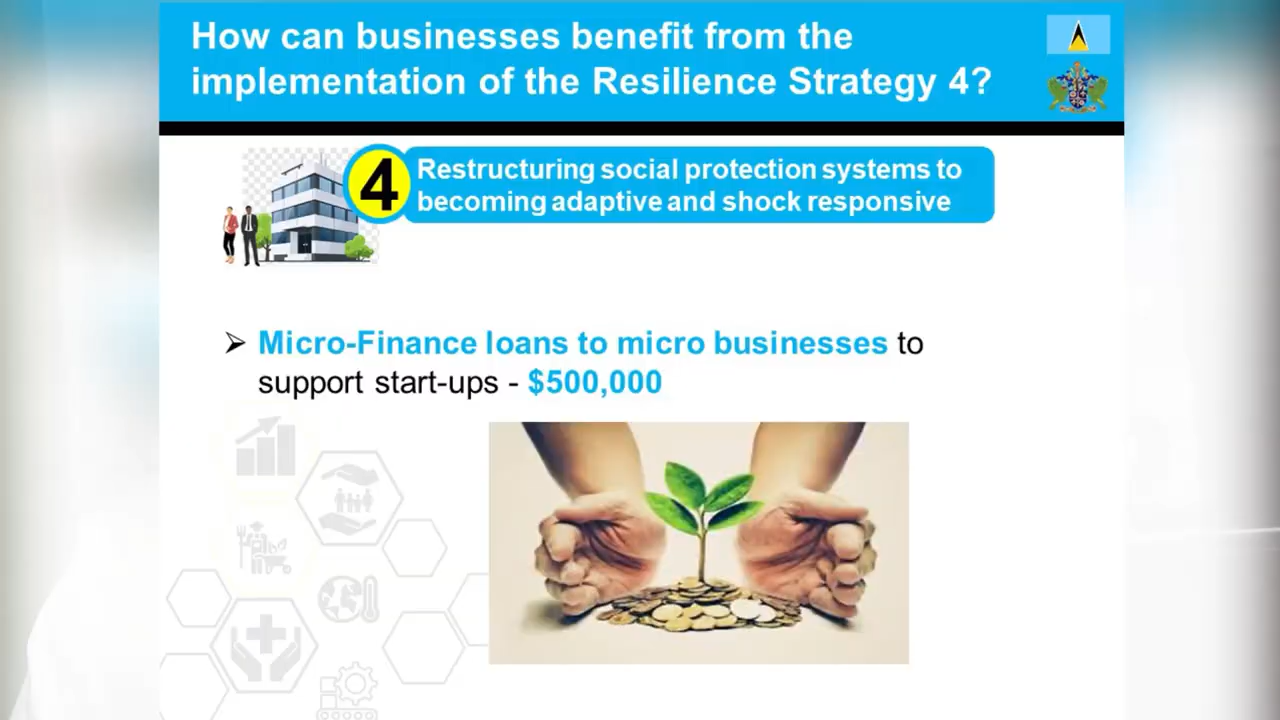 How can businesses benefit from the
implementation of the Resilience Strategy 4?
4
Restructuring social protection systems to
becoming adaptive and shock responsive
➢ Micro-Finance loans to micro businesses to
support start-ups - $500,000